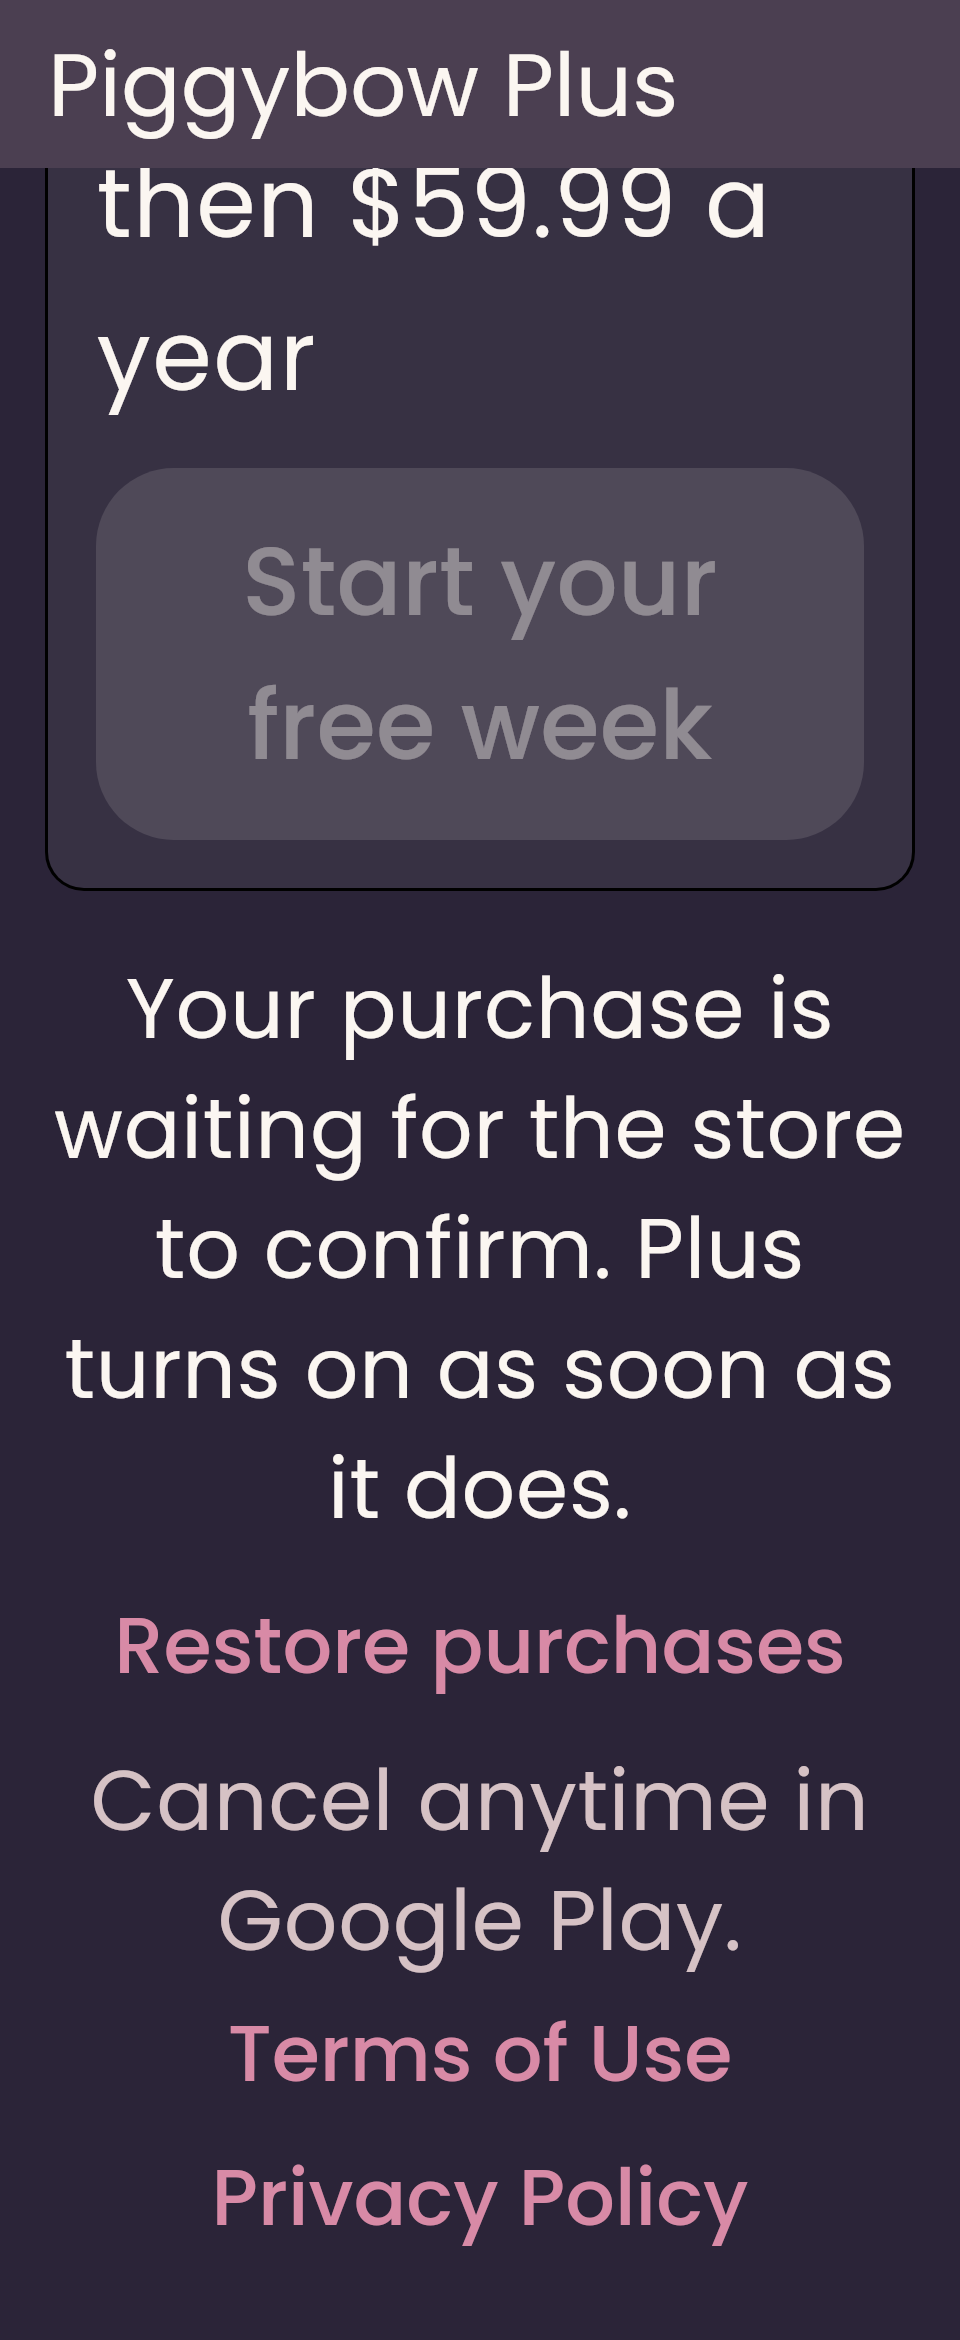 Piggybow Plus
then $59.99 a
year
Start your
free week
Your purchase is
waiting for the store
to confirm. Plus
turns on as soon as
it does.
Restore purchases
Cancel anytime in
Google Play.
Terms of Use
Privacy Policy